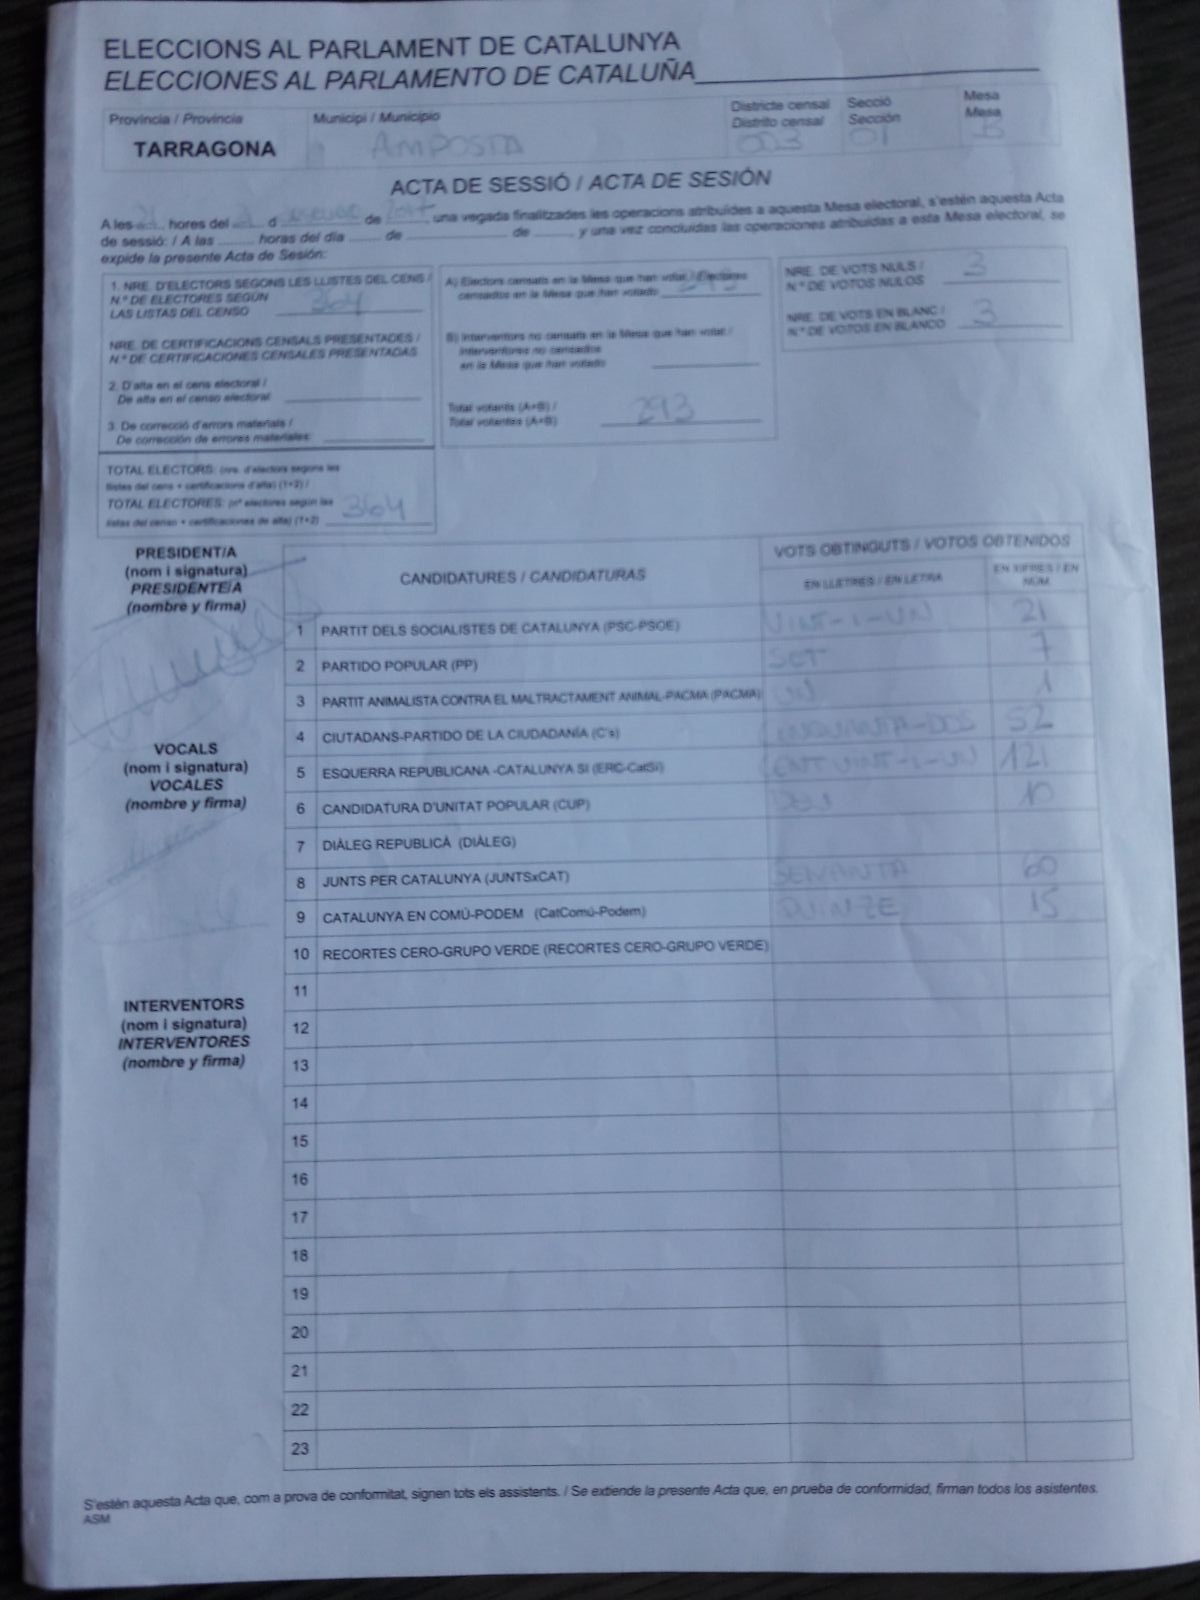 ELECCIONS AL PARLAMENT DE CATALUNYA
ELECCIONES AL PARLAMENTO DE CATALUÑA
Província / Provincia
TARRAGONA
Municipi / Municipio
AMPOSTA
Districte censal
Distrito censal
003
Secció
Sección
01
Mesa
Mesa
B
ACTA DE SESSIÓ / ACTA DE SESIÓN
A les 21 hores del 21 d de 2017, una vegada finalitzades les operacions atribuïdes a aquesta Mesa electoral, s'estén aquesta Acta
de sessió: / A las ........ horas del día ....... de ...................... de ........ y una vez concluidas las operaciones atribuidas a esta Mesa electoral, se
expide la presente Acta de Sesión:
1. NRE. D'ELECTORS SEGONS LES LLISTES DEL CENS /
N.º DE ELECTORES SEGÚN
LAS LISTAS DEL CENSO 364
NRE. DE CERTIFICACIONS CENSALS PRESENTADES /
N.º DE CERTIFICACIONES CENSALES PRESENTADAS
2. D'alta en el cens electoral /
De alta en el censo electoral
3. De correcció d'errors materials /
De corrección de errores materiales:
TOTAL ELECTORS: (nre. d'electors segons les
llistes del cens + certificacions d'alta) (1+2) /
TOTAL ELECTORES: (nº electores según las
listas del censo + certificaciones de alta) (1+2) 364
A) Electors censats en la Mesa que han votat / Electores
censados en la Mesa que han votado 293
B) Interventors no censats en la Mesa que han votat /
Interventores no censados
en la Mesa que han votado
Total votants (A+B) /
Total votantes (A+B) 293
NRE. DE VOTS NULS /
N.º DE VOTOS NULOS 3
NRE. DE VOTS EN BLANC /
N.º DE VOTOS EN BLANCO 3
PRESIDENT/A
(nom i signatura)
PRESIDENTE/A
(nombre y firma)
VOCALS
(nom i signatura)
VOCALES
(nombre y firma)
INTERVENTORS
(nom i signatura)
INTERVENTORES
(nombre y firma)
CANDIDATURES / CANDIDATURAS
VOTS OBTINGUTS / VOTOS OBTENIDOS
EN LLETRES / EN LETRA
EN XIFRES / EN
NÚM.
1 PARTIT DELS SOCIALISTES DE CATALUNYA (PSC-PSOE) VINT-I-UN 21
2 PARTIDO POPULAR (PP) SET 7
3 PARTIT ANIMALISTA CONTRA EL MALTRACTAMENT ANIMAL-PACMA (PACMA) UN 1
4 CIUTADANS-PARTIDO DE LA CIUDADANÍA (C's) CINQUANTA-DOS 52
5 ESQUERRA REPUBLICANA -CATALUNYA SÍ (ERC-CatSí) CENT VINT-I-UN 121
6 CANDIDATURA D'UNITAT POPULAR (CUP) DEU 10
7 DIÀLEG REPUBLICÀ (DIÀLEG)
8 JUNTS PER CATALUNYA (JUNTSxCAT) 60
9 CATALUNYA EN COMÚ-PODEM (CatComú-Podem) QUINZE 15
10 RECORTES CERO-GRUPO VERDE (RECORTES CERO-GRUPO VERDE)
11
12
13
14
15
16
17
18
19
20
21
22
23
S'estén aquesta Acta que, com a prova de conformitat, signen tots els assistents. / Se extiende la presente Acta que, en prueba de conformidad, firman todos los asistentes.
ASM